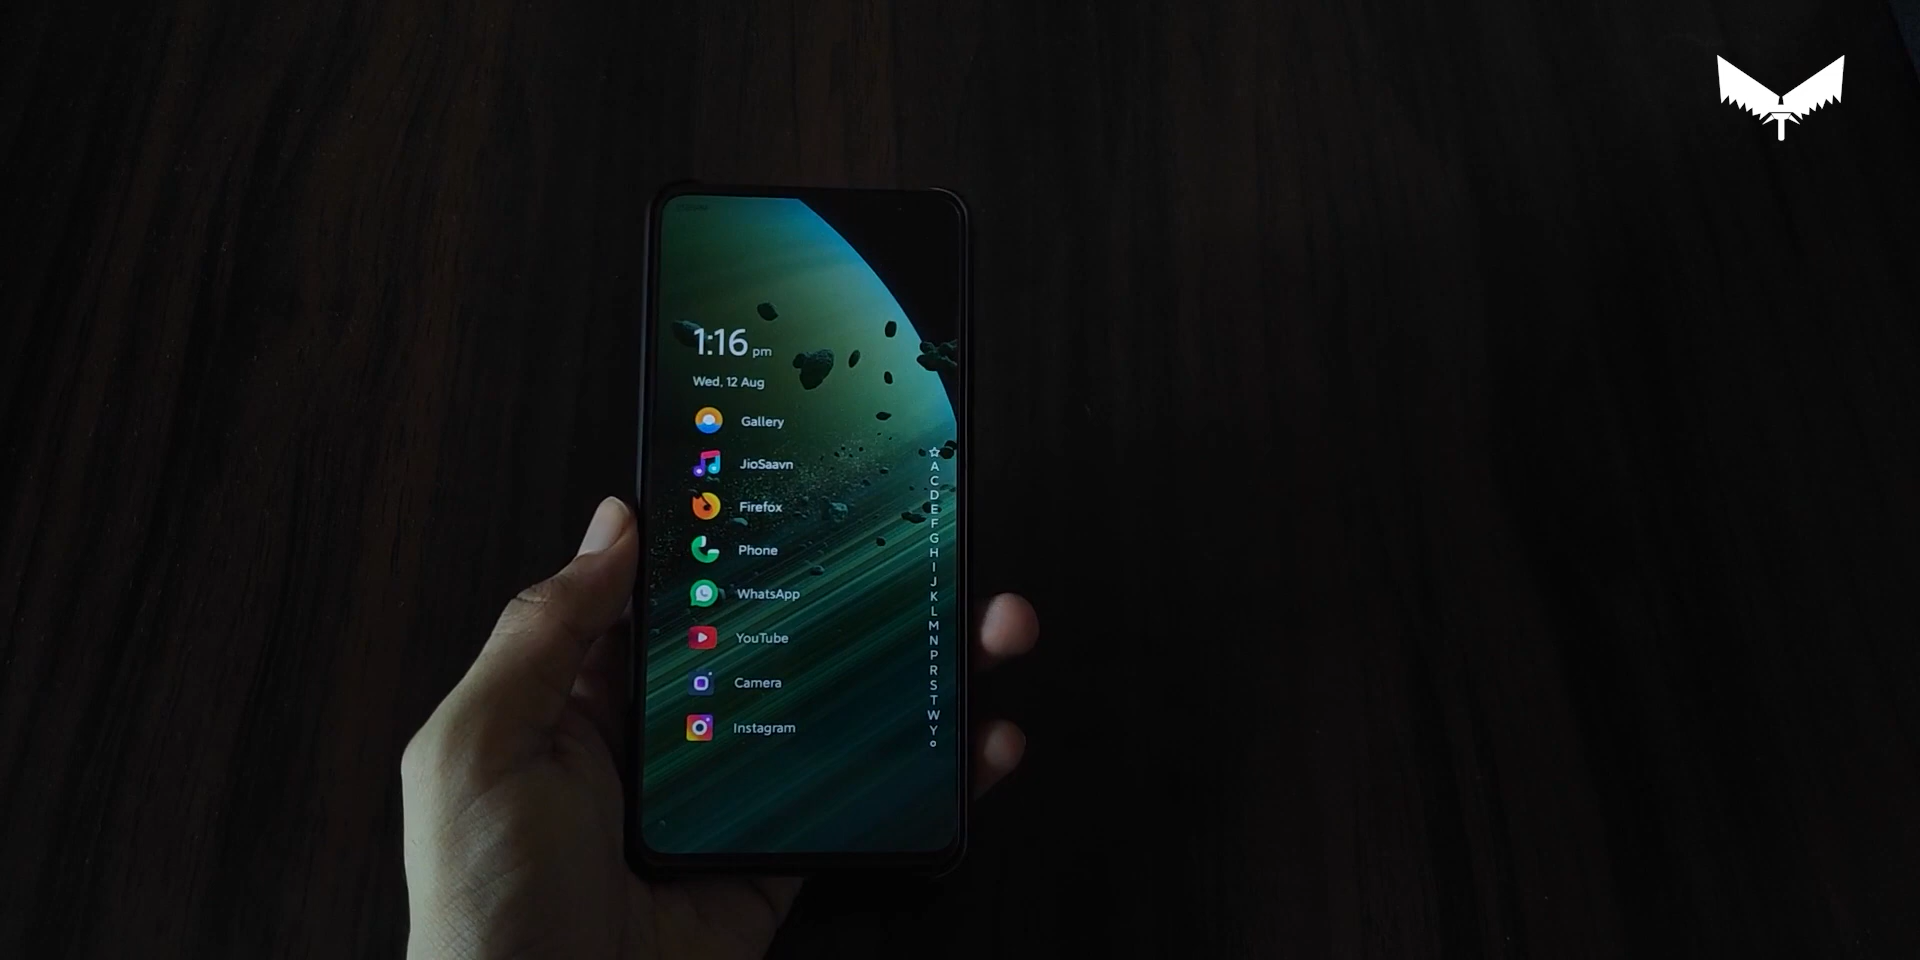 1:16 pm
Wed, 12 Aug
Gallery
JioSaavn
Firefox
Phone
WhatsApp
YouTube
Camera
Instagram
A
C
D
E
F
G
H
I
J
K
L
M
N
P
R
S
T
W
Y